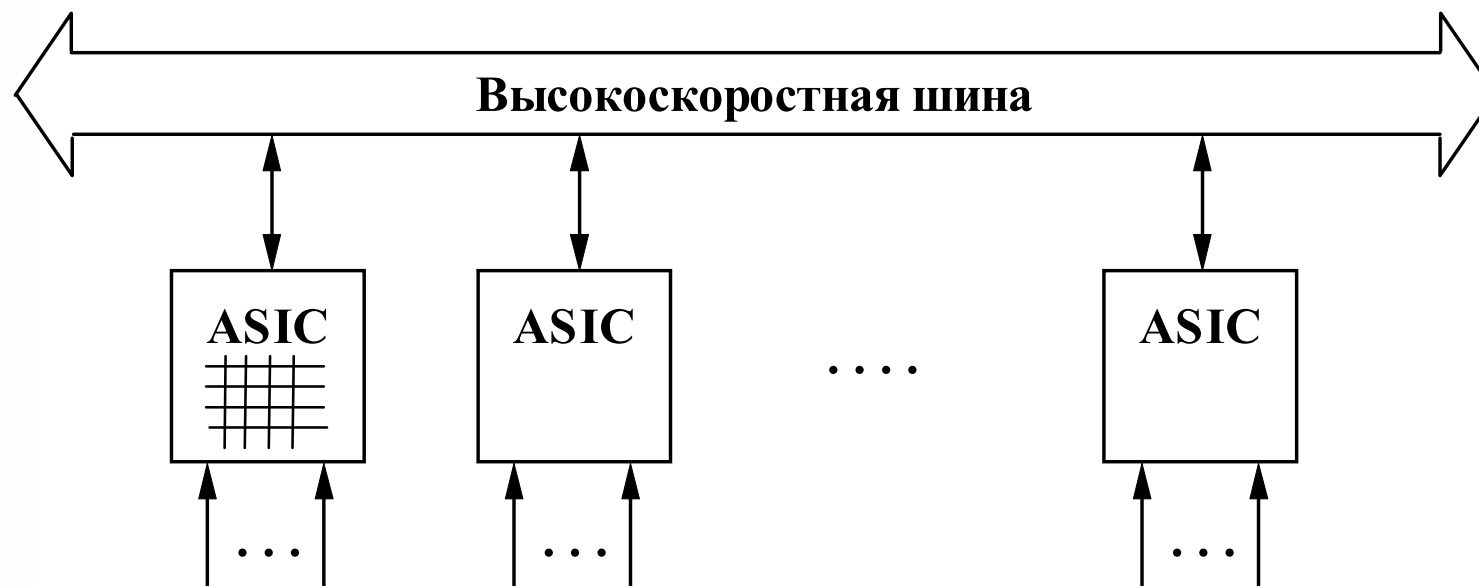 Высокоскоростная шина
ASIC ASIC . . . . ASIC
. . . . . . . . .